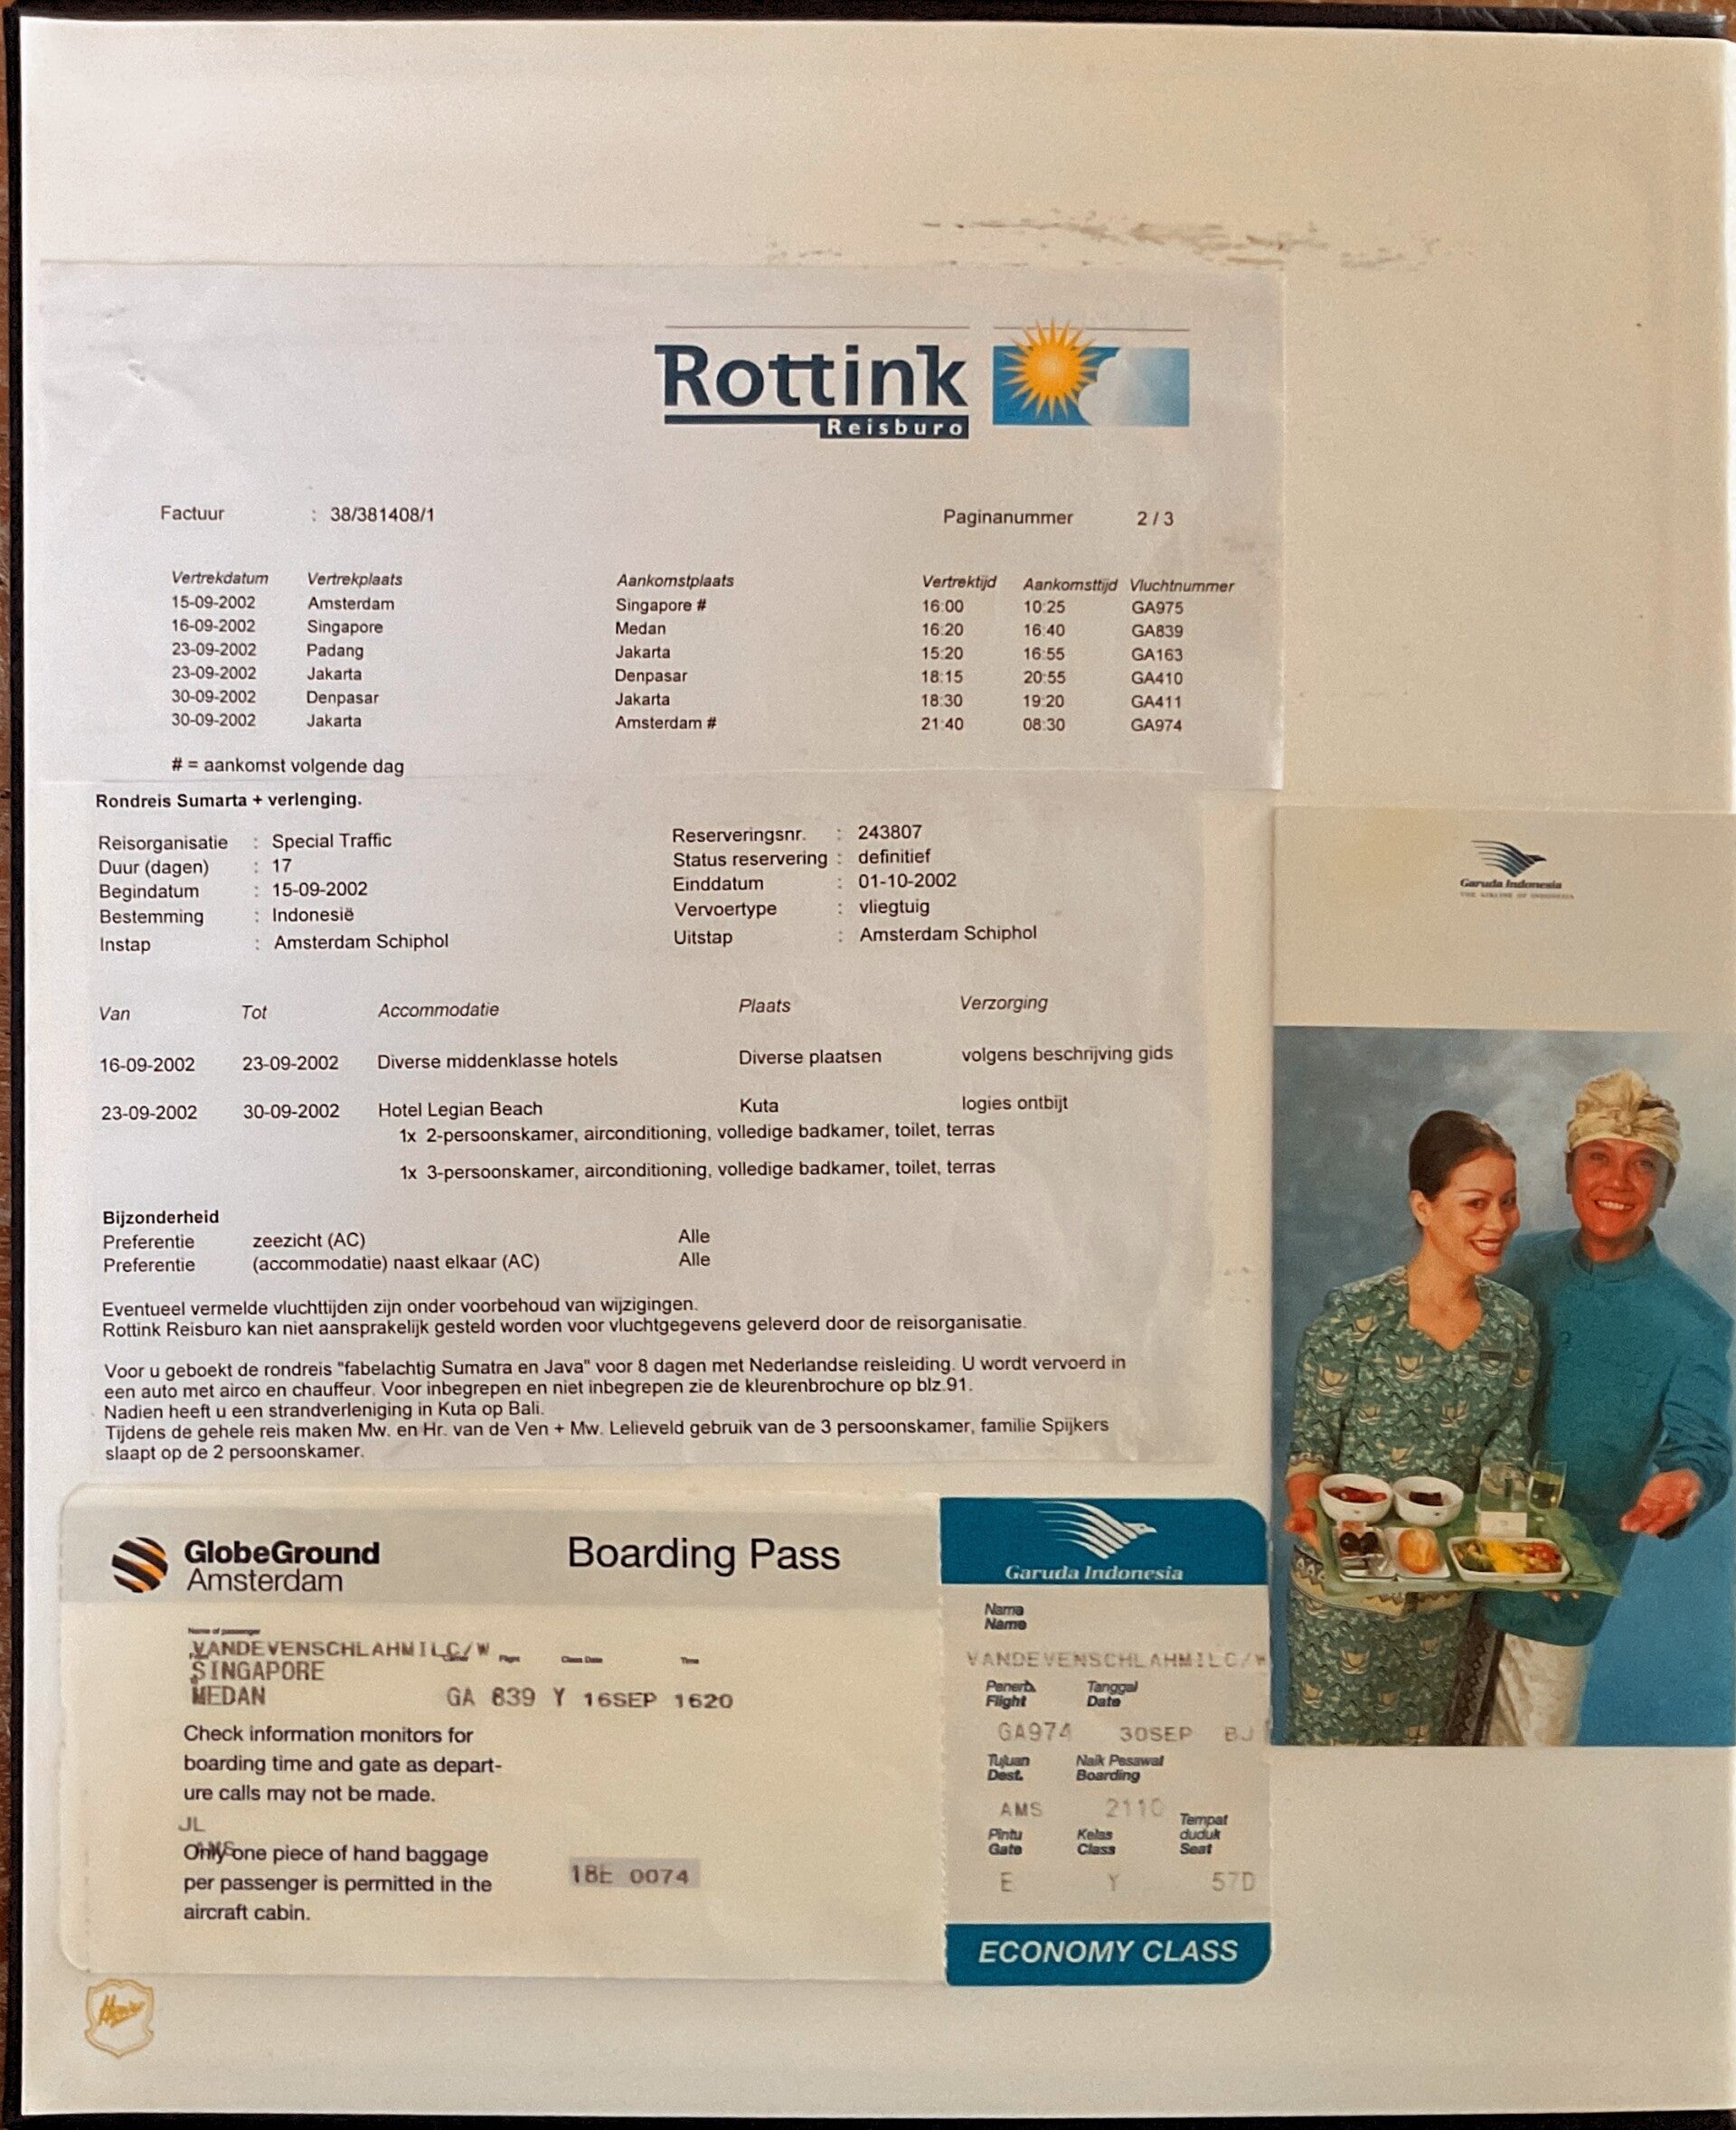 Rottink
Reisburo
Factuur : 38/381408/1 Paginanummer 2 / 3
Vertrekdatum Vertrekplaats Aankomstplaats Vertrektijd Aankomsttijd Vluchtnummer
15-09-2002 Amsterdam Singapore # 16:00 10:25 GA975
16-09-2002 Singapore Medan 16:20 16:40 GA839
23-09-2002 Padang Jakarta 15:20 16:55 GA163
23-09-2002 Jakarta Denpasar 18:15 20:55 GA410
30-09-2002 Denpasar Jakarta 18:30 19:20 GA411
30-09-2002 Jakarta Amsterdam # 21:40 08:30 GA974
# = aankomst volgende dag
Rondreis Sumarta + verlenging.
Reisorganisatie : Special Traffic Reserveringsnr. : 243807
Duur (dagen) : 17 Status reservering : definitief
Begindatum : 15-09-2002 Einddatum : 01-10-2002
Bestemming : Indonesië Vervoertype : vliegtuig
Instap : Amsterdam Schiphol Uitstap : Amsterdam Schiphol
Van Tot Accommodatie Plaats Verzorging
16-09-2002 23-09-2002 Diverse middenklasse hotels Diverse plaatsen volgens beschrijving gids
23-09-2002 30-09-2002 Hotel Legian Beach Kuta logies ontbijt
1x 2-persoonskamer, airconditioning, volledige badkamer, toilet, terras
1x 3-persoonskamer, airconditioning, volledige badkamer, toilet, terras
Bijzonderheid
Preferentie zeezicht (AC) Alle
Preferentie (accommodatie) naast elkaar (AC) Alle
Eventueel vermelde vluchttijden zijn onder voorbehoud van wijzigingen.
Rottink Reisburo kan niet aansprakelijk gesteld worden voor vluchtgegevens geleverd door de reisorganisatie.
Voor u geboekt de rondreis "fabelachtig Sumatra en Java" voor 8 dagen met Nederlandse reisleiding. U wordt vervoerd in
een auto met airco en chauffeur. Voor inbegrepen en niet inbegrepen zie de kleurenbrochure op blz.91.
Nadien heeft u een strandverleniging in Kuta op Bali.
Tijdens de gehele reis maken Mw. en Hr. van de Ven + Mw. Lelieveld gebruik van de 3 persoonskamer, familie Spijkers
slaapt op de 2 persoonskamer.
Garuda Indonesia
THE AIRLINE OF INDONESIA
GlobeGround
Amsterdam
Boarding Pass
Name of passenger
VANDEVENSCHLAHMILC/W
Flight Class Date Time
SINGAPORE
MEDAN GA 839 Y 16SEP 1620
Check information monitors for
boarding time and gate as depart-
ure calls may not be made.
JL
AMS
Only one piece of hand baggage
per passenger is permitted in the
aircraft cabin.
18E 0074
Garuda Indonesia
Nama
Name
VANDEVENSCHLAHMILC/W
Penerb. Tanggal
Flight Date
GA974 30SEP BJ
Tujuan Naik Pesawat
Dest. Boarding
AMS 2110
Pintu Kelas Tempat duduk
Gate Class Seat
E Y 57D
ECONOMY CLASS